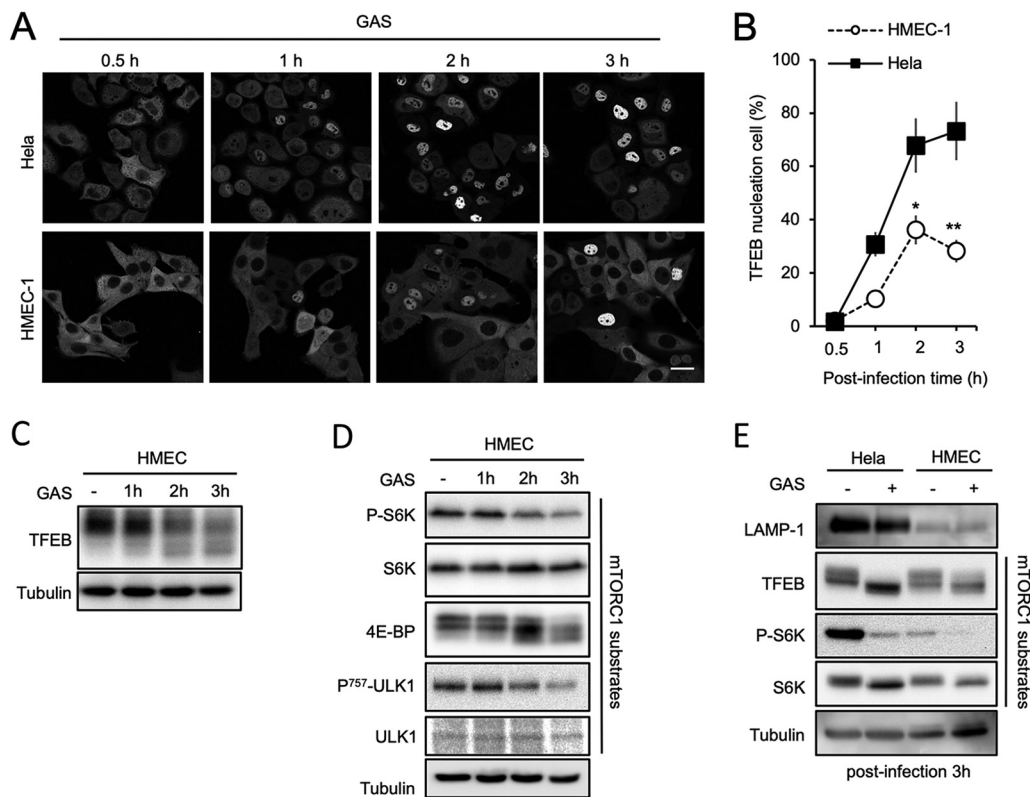 A
GAS
0.5 h 1 h 2 h 3 h
Hela
HMEC-1
B
HMEC-1
Hela
TFEB nucleation cell (%)
100
80
60
40
20
0
*
**
0.5 1 2 3
Post-infection time (h)
C
HMEC
GAS - 1h 2h 3h
TFEB
Tubulin
D
HMEC
GAS - 1h 2h 3h
P-S6K
S6K
4E-BP
P757-ULK1
ULK1
Tubulin
mTORC1 substrates
E
Hela HMEC
GAS - + - +
LAMP-1
TFEB
P-S6K
S6K
Tubulin
mTORC1 substrates
post-infection 3h